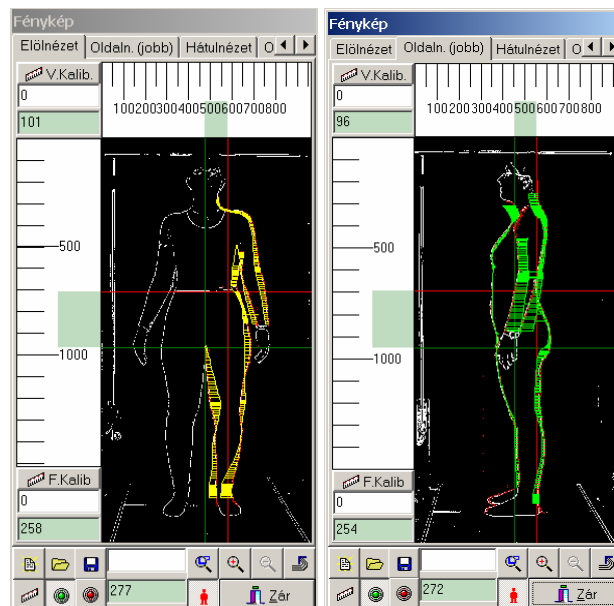 Fénykép
Elölnézet Oldaln. (jobb) Hátulnézet O
V.Kalib.
0
101
100200300400500600700800
500
1000
F.Kalib
0
258
277
Zár
Fénykép
Elölnézet Oldaln. (jobb) Hátulnézet O
V.Kalib.
0
96
100200300400500600700800
500
1000
F.Kalib
0
254
272
Zár